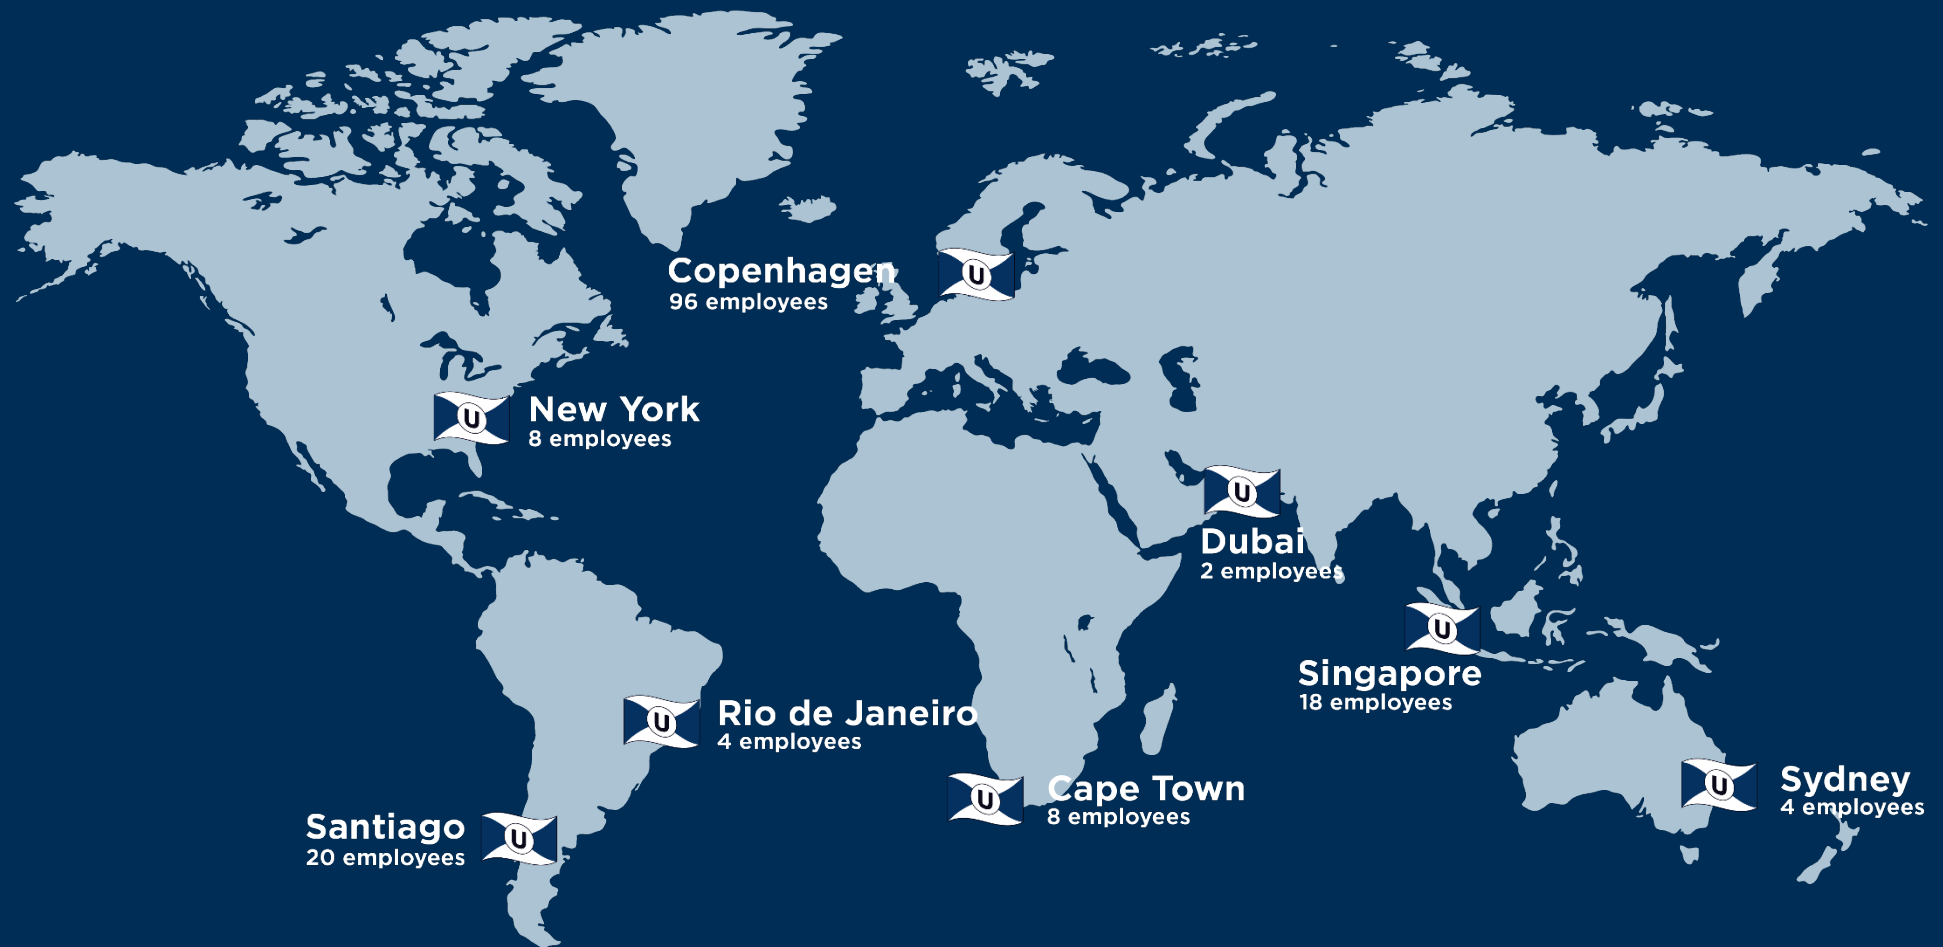 Copenhagen
96 employees
U
New York
8 employees
U
U
Dubai
2 employees
U
Singapore
18 employees
U
Rio de Janeiro
4 employees
U
Cape Town
8 employees
U
Sydney
4 employees
Santiago
20 employees
U